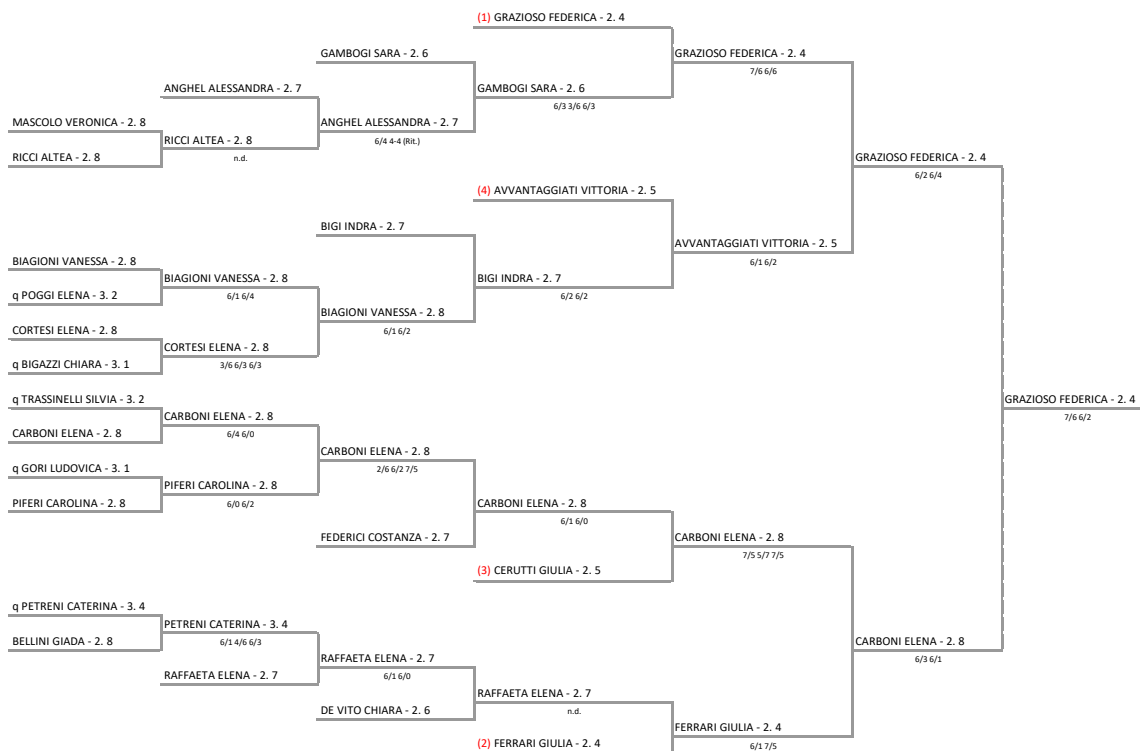 (1) GRAZIOSO FEDERICA - 2. 4
GAMBOGI SARA - 2. 6
GRAZIOSO FEDERICA - 2. 4
7/6 6/6
ANGHEL ALESSANDRA - 2. 7
GAMBOGI SARA - 2. 6
6/3 3/6 6/3
MASCOLO VERONICA - 2. 8
ANGHEL ALESSANDRA - 2. 7
6/4 4-4 (Rit.)
RICCI ALTEA - 2. 8
n.d.
RICCI ALTEA - 2. 8
GRAZIOSO FEDERICA - 2. 4
6/2 6/4
(4) AVVANTAGGIATI VITTORIA - 2. 5
BIGI INDRA - 2. 7
AVVANTAGGIATI VITTORIA - 2. 5
6/1 6/2
BIAGIONI VANESSA - 2. 8
BIAGIONI VANESSA - 2. 8
6/1 6/4
BIGI INDRA - 2. 7
6/2 6/2
q POGGI ELENA - 3. 2
BIAGIONI VANESSA - 2. 8
6/1 6/2
CORTESI ELENA - 2. 8
CORTESI ELENA - 2. 8
3/6 6/3 6/3
q BIGAZZI CHIARA - 3. 1
q TRASSINELLI SILVIA - 3. 2
GRAZIOSO FEDERICA - 2. 4
7/6 6/2
CARBONI ELENA - 2. 8
6/4 6/0
CARBONI ELENA - 2. 8
CARBONI ELENA - 2. 8
2/6 6/2 7/5
q GORI LUDOVICA - 3. 1
PIFERI CAROLINA - 2. 8
6/0 6/2
PIFERI CAROLINA - 2. 8
CARBONI ELENA - 2. 8
6/1 6/0
FEDERICI COSTANZA - 2. 7
CARBONI ELENA - 2. 8
7/5 5/7 7/5
(3) CERUTTI GIULIA - 2. 5
q PETRENI CATERINA - 3. 4
PETRENI CATERINA - 3. 4
6/1 4/6 6/3
BELLINI GIADA - 2. 8
CARBONI ELENA - 2. 8
6/3 6/1
RAFFAETA ELENA - 2. 7
6/1 6/0
RAFFAETA ELENA - 2. 7
RAFFAETA ELENA - 2. 7
n.d.
DE VITO CHIARA - 2. 6
FERRARI GIULIA - 2. 4
6/1 7/5
(2) FERRARI GIULIA - 2. 4